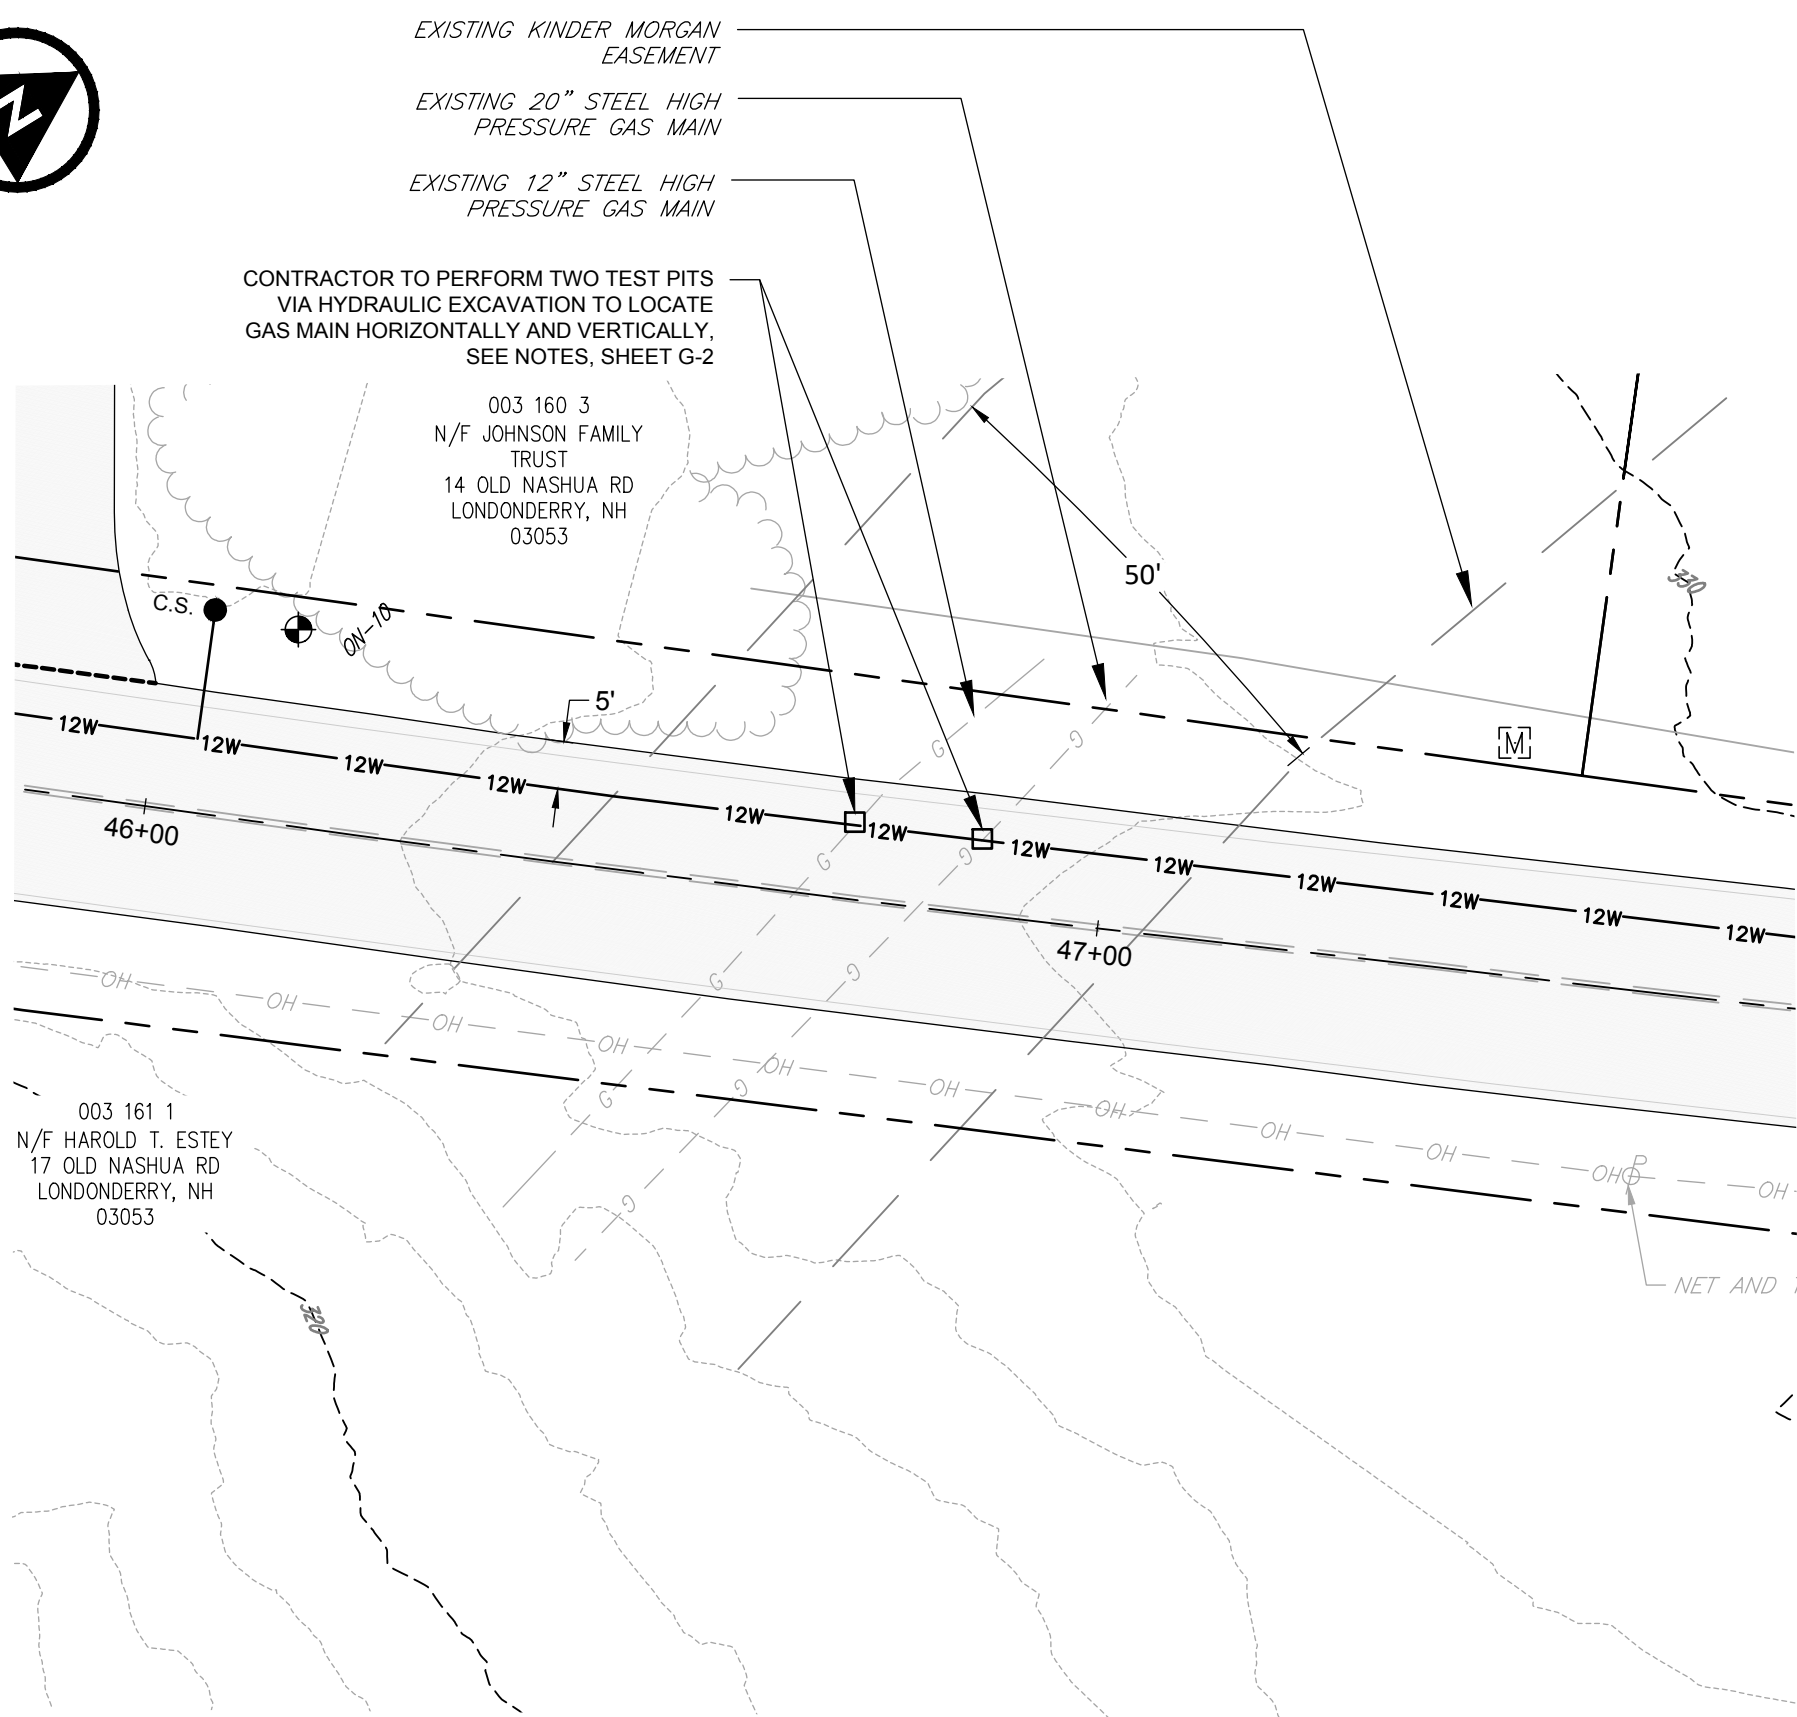 EXISTING KINDER MORGAN
EASEMENT
EXISTING 20" STEEL HIGH
PRESSURE GAS MAIN
EXISTING 12" STEEL HIGH
PRESSURE GAS MAIN
CONTRACTOR TO PERFORM TWO TEST PITS
VIA HYDRAULIC EXCAVATION TO LOCATE
GAS MAIN HORIZONTALLY AND VERTICALLY,
SEE NOTES, SHEET G-2
N
003 160 3
N/F JOHNSON FAMILY
TRUST
14 OLD NASHUA RD
LONDONDERRY, NH
03053
50'
330
C.S.
ON-10
5'
M
12W
12W
12W
12W
12W
12W
12W
12W
12W
12W
12W
12W
G
G
G
G
G
G
G
G
G
46+00
47+00
OH
OH
OH
OH
OH
OH
OH
OH
OH
OH
OH
P
003 161 1
N/F HAROLD T. ESTEY
17 OLD NASHUA RD
LONDONDERRY, NH
03053
NET AND
320